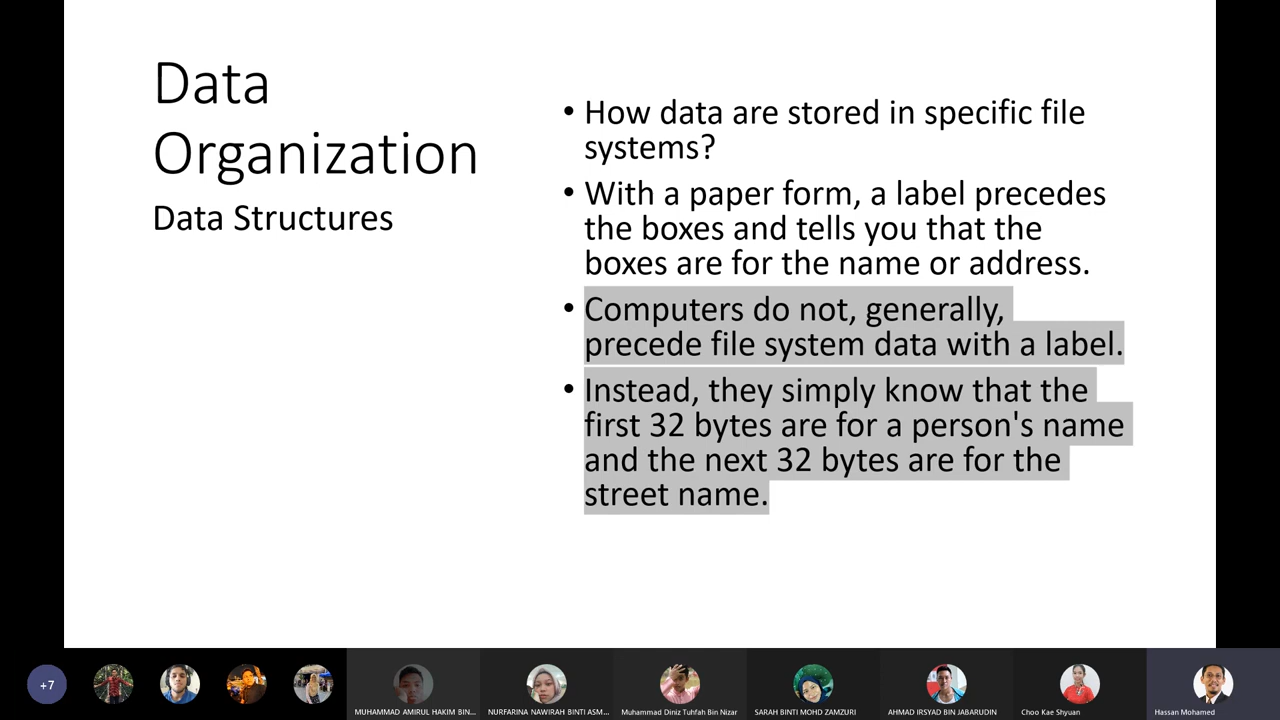 Data
Organization
Data Structures
• How data are stored in specific file
systems?
• With a paper form, a label precedes
the boxes and tells you that the
boxes are for the name or address.
• Computers do not, generally,
precede file system data with a label.
• Instead, they simply know that the
first 32 bytes are for a person's name
and the next 32 bytes are for the
street name.
+7
MUHAMMAD AMIRUL HAKIM BIN...
NURFARINA NAWIRAH BINTI ASM...
Muhammad Diniz Tuhfah Bin Nizar
SARAH BINTI MOHD ZAMZURI
AHMAD IRSYAD BIN JABARUDIN
Choo Kae Shyuan
Hassan Mohamed